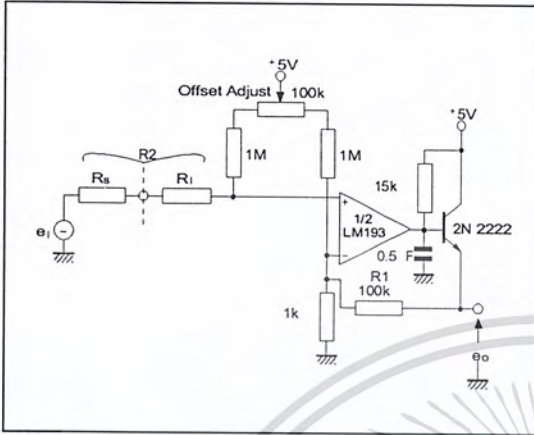 +5V
Offset Adjust 100k
+5V
R2
1M
1M
15k
Rs
RI
+
1/2
LM193
2N 2222
eI
−
0.5 F
R1
100k
1k
eo